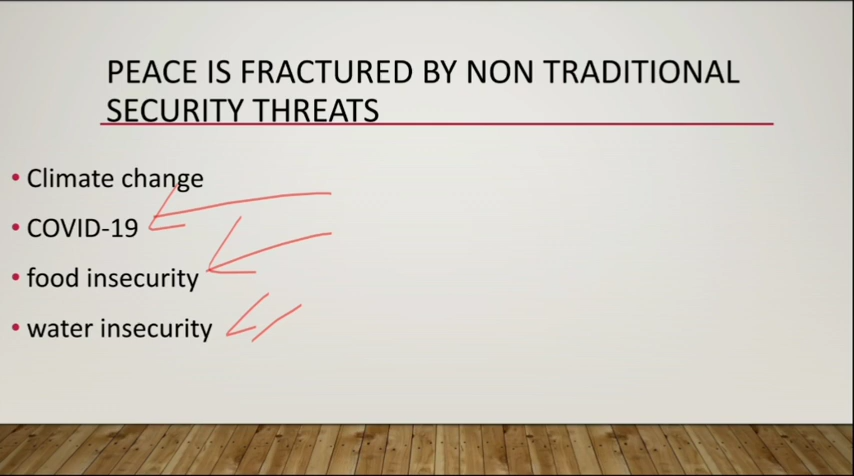 PEACE IS FRACTURED BY NON TRADITIONAL
SECURITY THREATS
• Climate change
• COVID-19
• food insecurity
• water insecurity